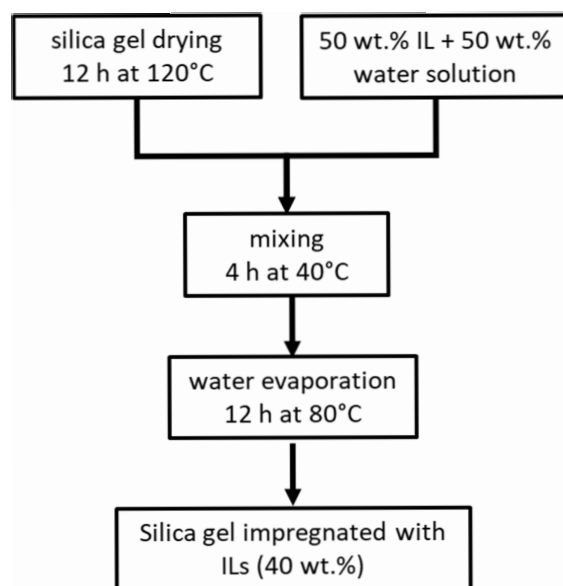 silica gel drying
12 h at 120°C
50 wt.% IL + 50 wt.%
water solution
mixing
4 h at 40°C
water evaporation
12 h at 80°C
Silica gel impregnated with
ILs (40 wt.%)